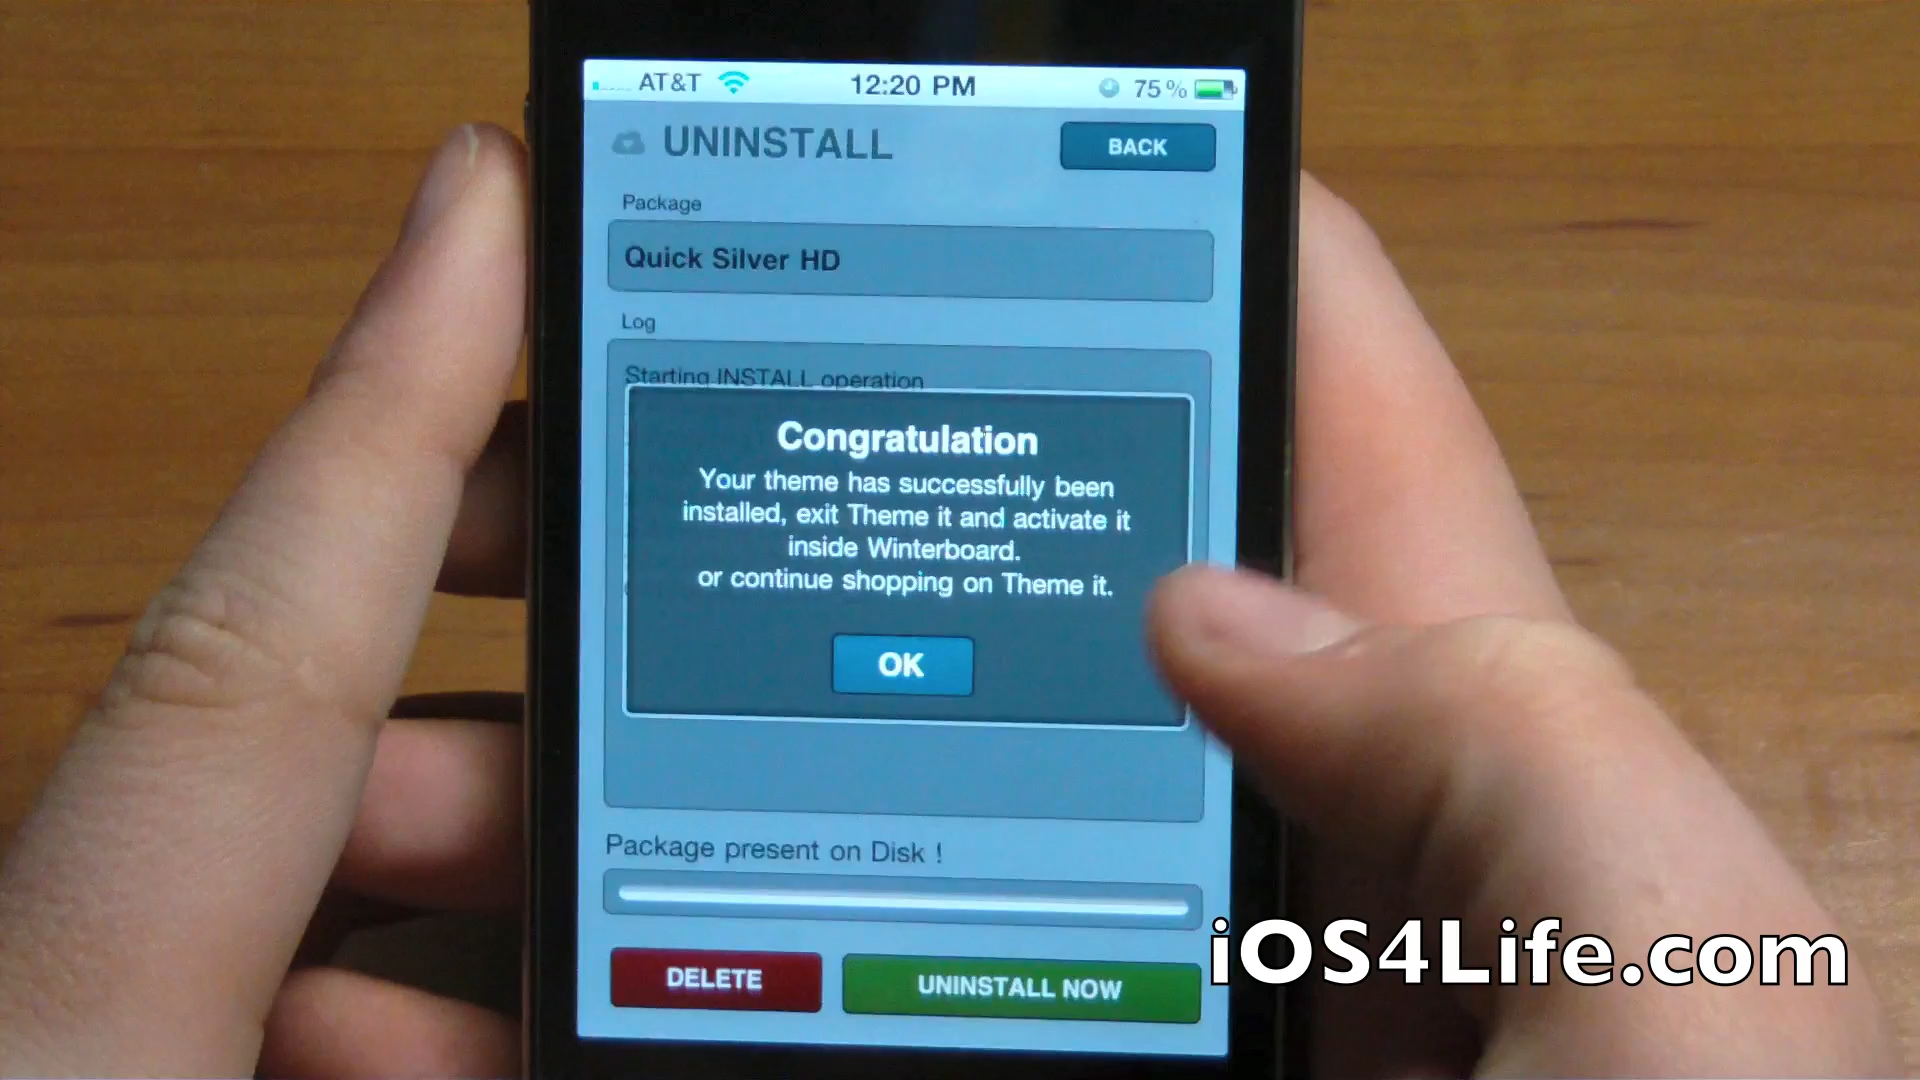 AT&T 12:20 PM 75%
UNINSTALL BACK
Package
Quick Silver HD
Log
Starting INSTALL operation
Congratulation
Your theme has successfully been
installed, exit Theme it and activate it
inside Winterboard.
or continue shopping on Theme it.
OK
Package present on Disk !
DELETE UNINSTALL NOW
iOS4Life.com